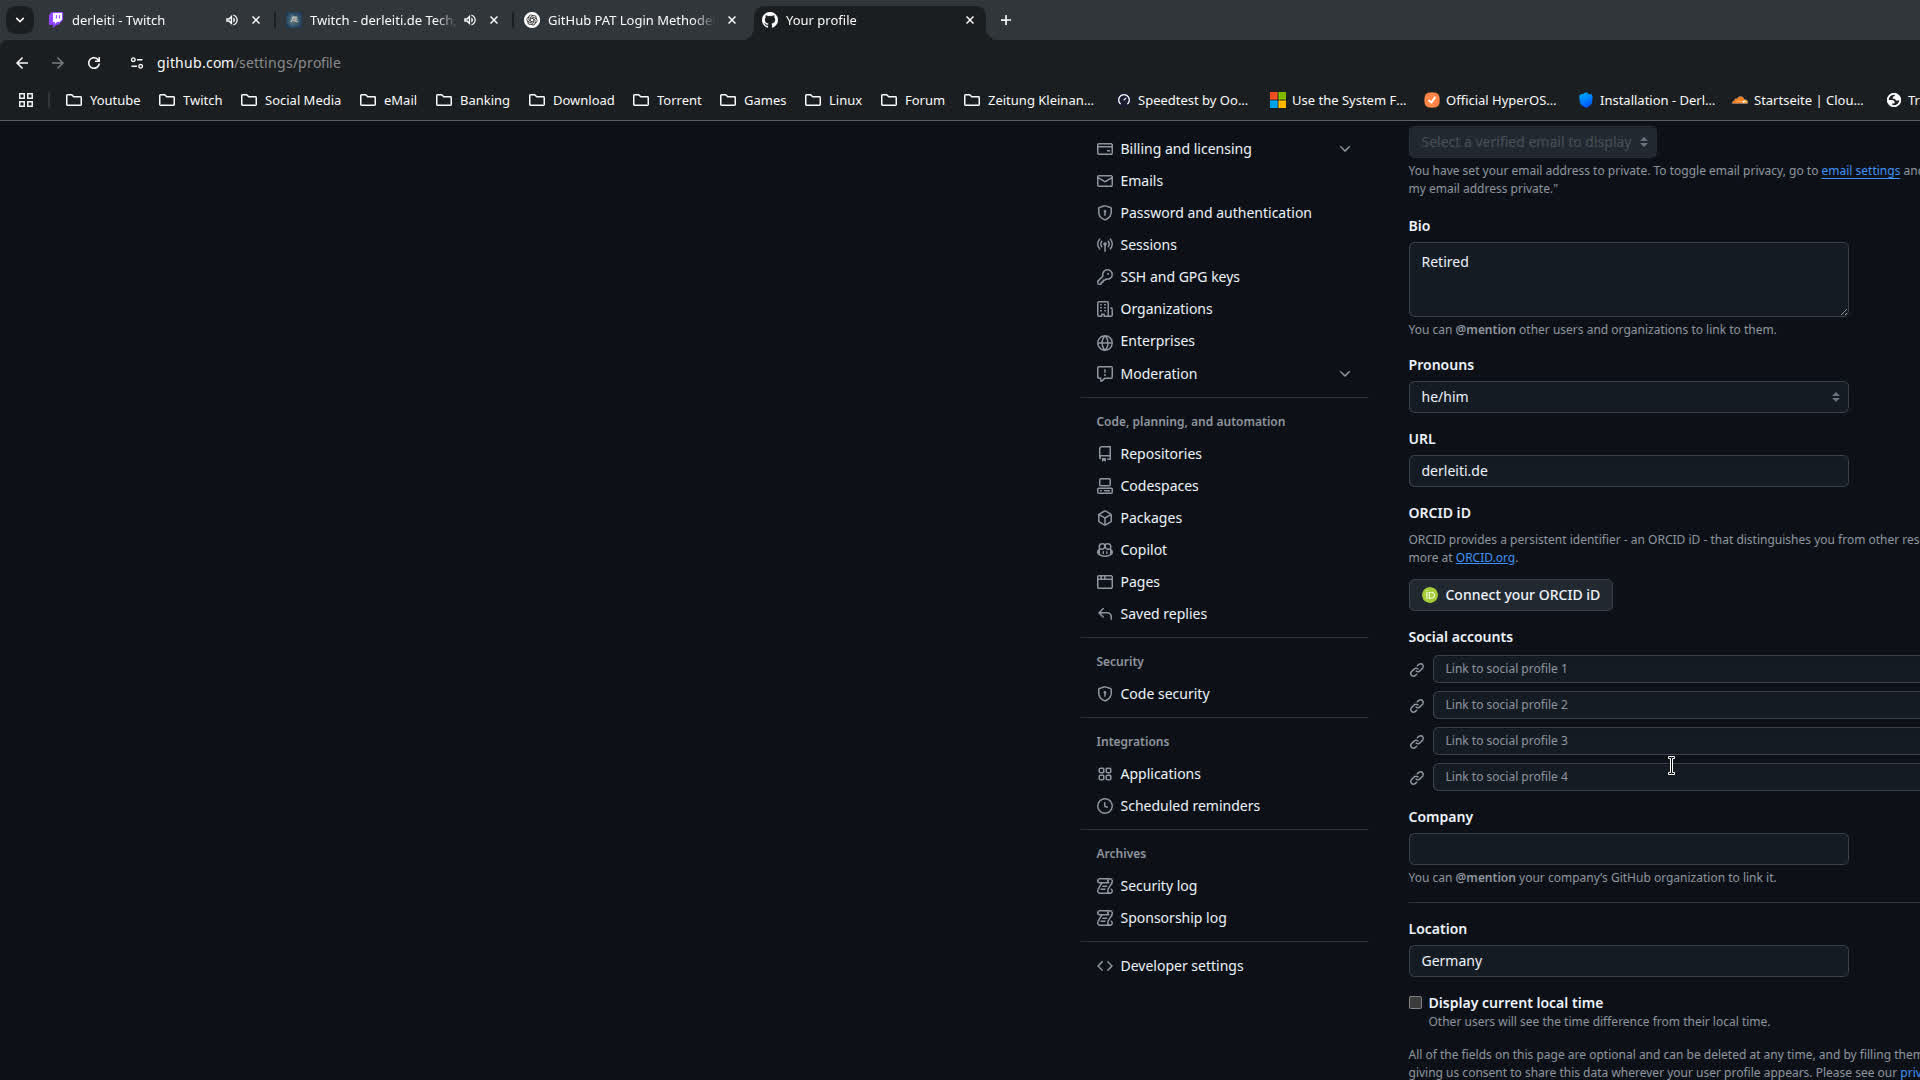 derleiti - Twitch
Twitch - derleiti.de Tech
GitHub PAT Login Methode
Your profile
github.com/settings/profile
Youtube
Twitch
Social Media
eMail
Banking
Download
Torrent
Games
Linux
Forum
Zeitung Kleinan...
Speedtest by Oo...
Use the System F...
Official HyperOS...
Installation - Derl...
Startseite | Clou...
Tr
Billing and licensing
Emails
Password and authentication
Sessions
SSH and GPG keys
Organizations
Enterprises
Moderation
Code, planning, and automation
Repositories
Codespaces
Packages
Copilot
Pages
Saved replies
Security
Code security
Integrations
Applications
Scheduled reminders
Archives
Security log
Sponsorship log
Developer settings
Select a verified email to display
You have set your email address to private. To toggle email privacy, go to email settings and
my email address private."
Bio
Retired
You can @mention other users and organizations to link to them.
Pronouns
he/him
URL
derleiti.de
ORCID iD
ORCID provides a persistent identifier - an ORCID iD - that distinguishes you from other res
more at ORCID.org.
iD Connect your ORCID iD
Social accounts
Link to social profile 1
Link to social profile 2
Link to social profile 3
Link to social profile 4
Company
You can @mention your company's GitHub organization to link it.
Location
Germany
Display current local time
Other users will see the time difference from their local time.
All of the fields on this page are optional and can be deleted at any time, and by filling them
giving us consent to share this data wherever your user profile appears. Please see our priv